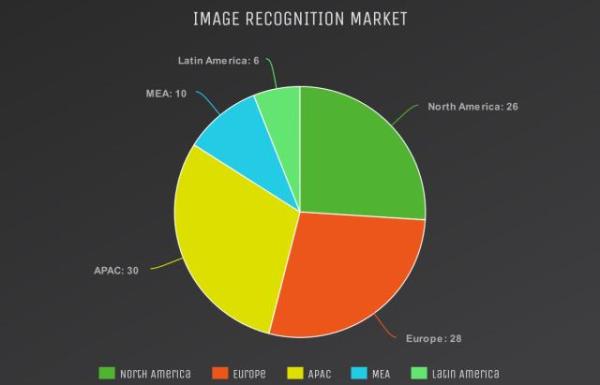 IMAGE RECOGNITION MARKET
Latin America: 6
MEA: 10
North America: 26
APAC: 30
Europe: 28
North America Europe APAC MEA Latin America